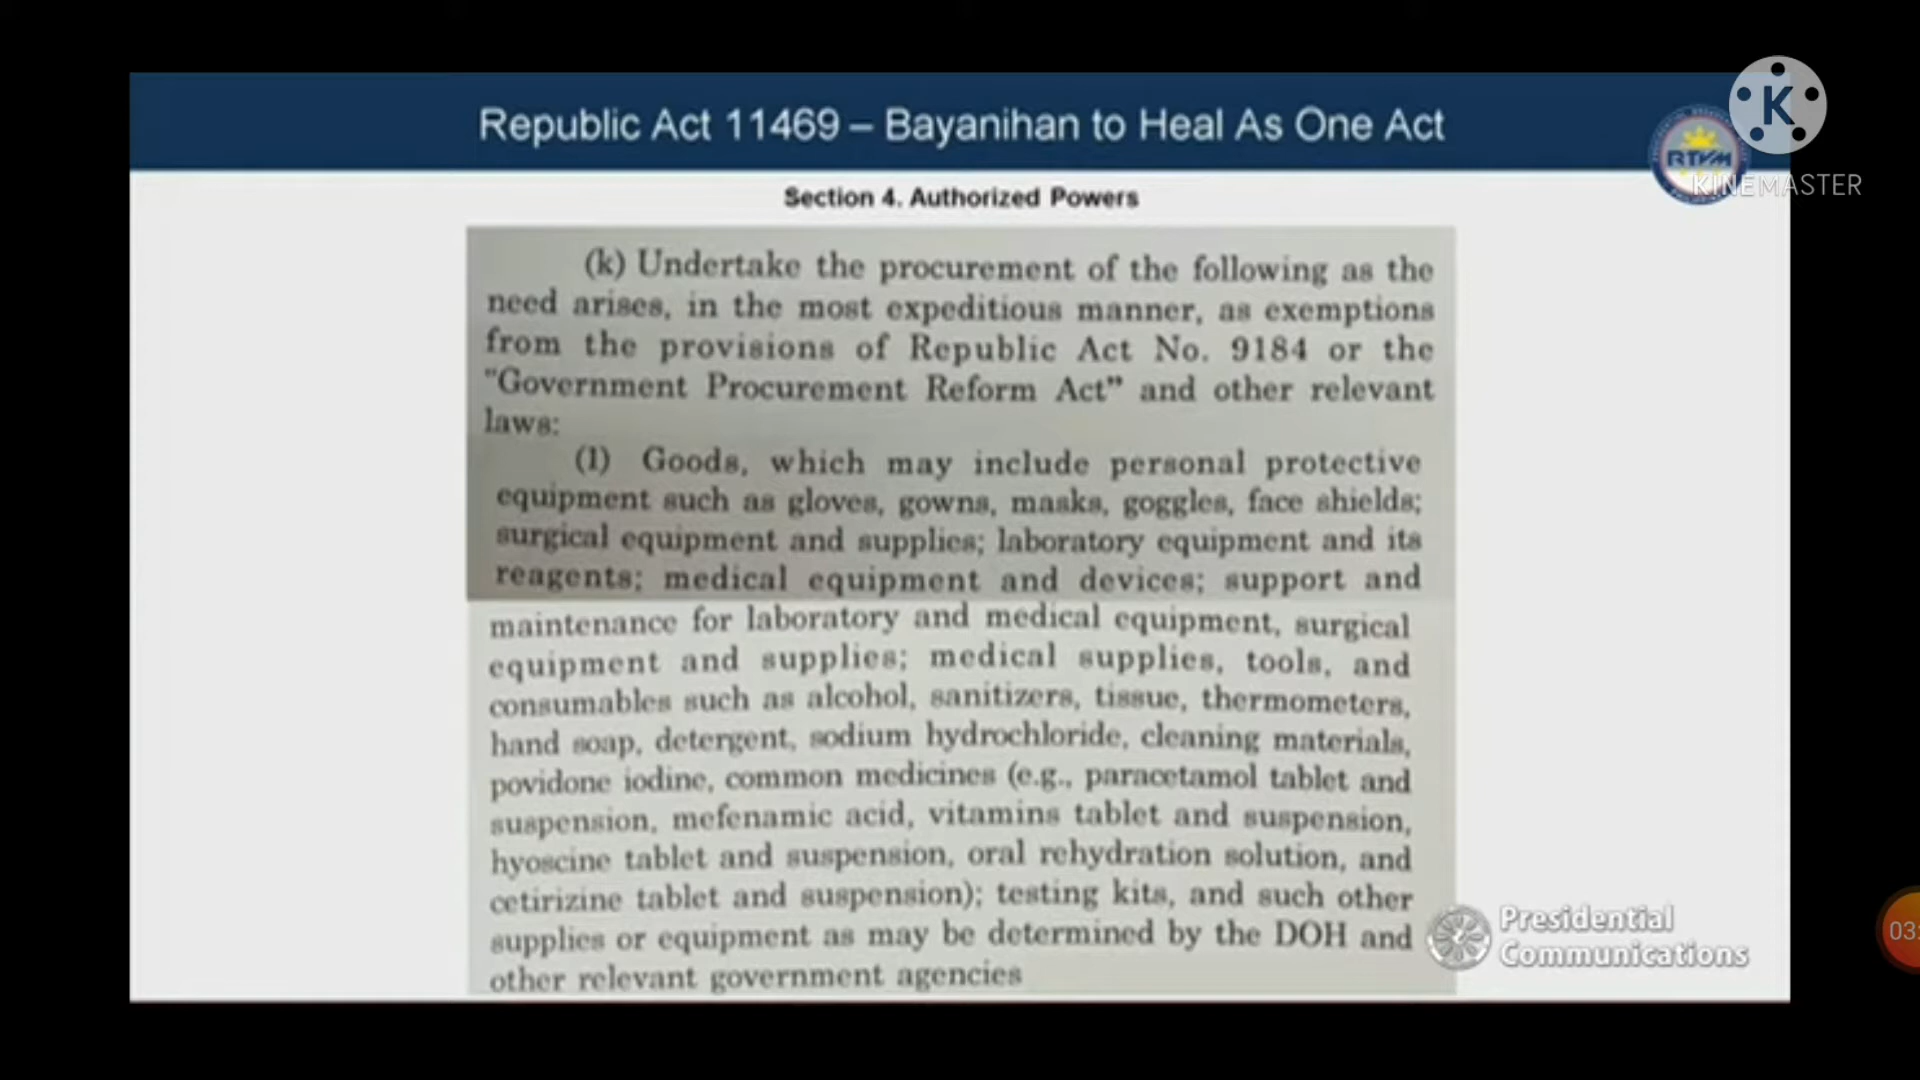 Republic Act 11469 – Bayanihan to Heal As One Act
K
RTVM
KINEMASTER
Section 4. Authorized Powers
(k) Undertake the procurement of the following as the
need arises, in the most expeditious manner, as exemptions
from the provisions of Republic Act No. 9184 or the
"Government Procurement Reform Act" and other relevant
laws:
(1) Goods, which may include personal protective
equipment such as gloves, gowns, masks, goggles, face shields;
surgical equipment and supplies; laboratory equipment and its
reagents; medical equipment and devices; support and
maintenance for laboratory and medical equipment, surgical
equipment and supplies; medical supplies, tools, and
consumables such as alcohol, sanitizers, tissue, thermometers,
hand soap, detergent, sodium hydrochloride, cleaning materials,
povidone iodine, common medicines (e.g., paracetamol tablet and
suspension, mefenamic acid, vitamins tablet and suspension,
hyoscine tablet and suspension, oral rehydration solution, and
cetirizine tablet and suspension); testing kits, and such other
supplies or equipment as may be determined by the DOH and
other relevant government agencies
Presidential
Communications
03: